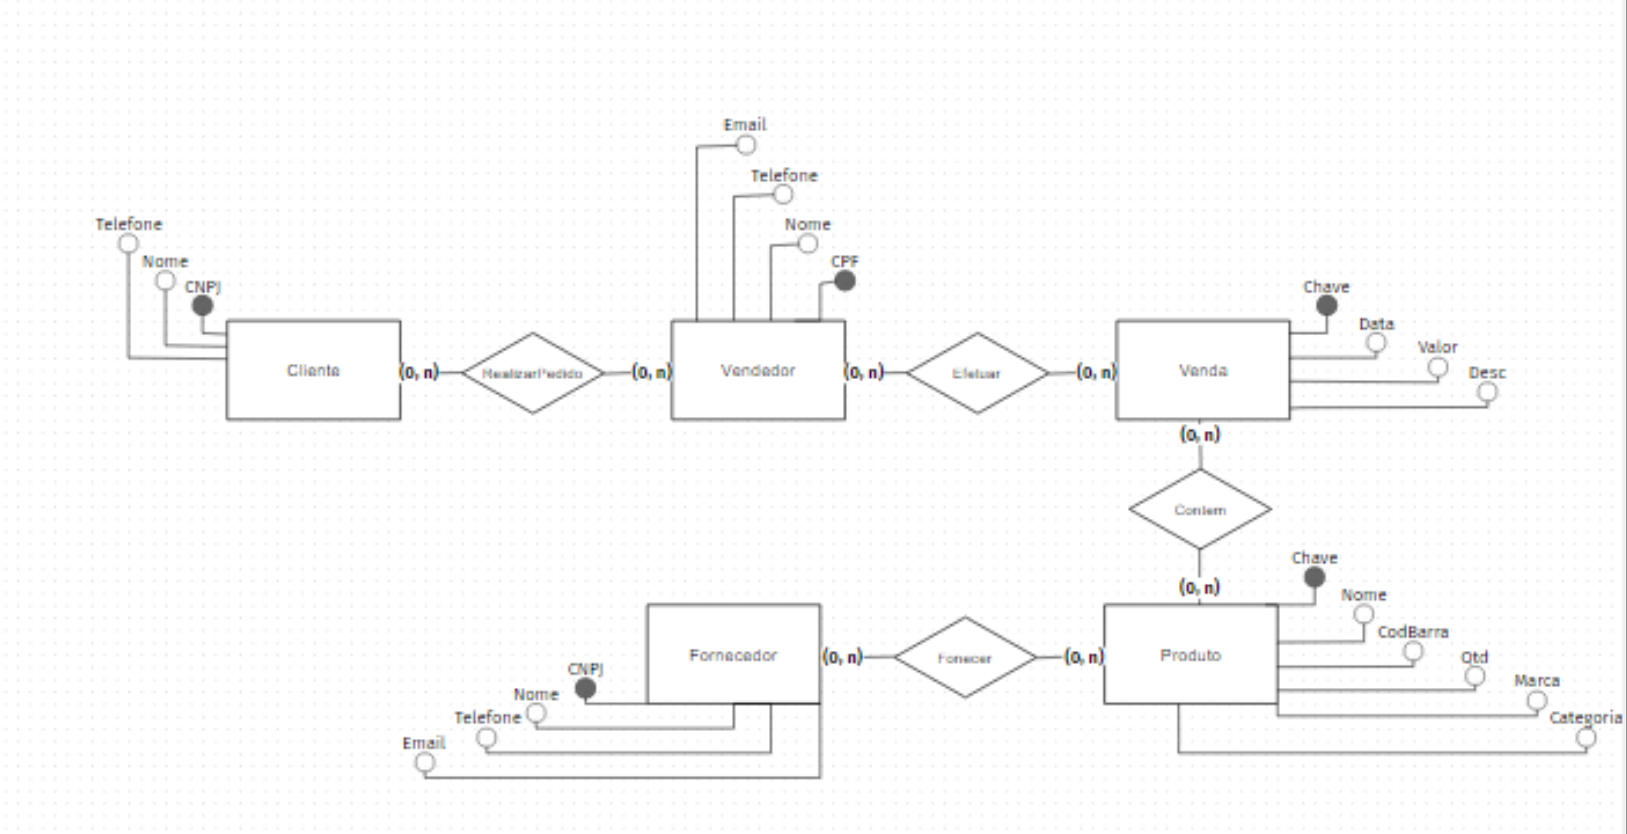 Email
Telefone
Nome
CPF
Telefone
Nome
CNPJ
Chave
Data
Valor
Desc
Cliente
(0, n)
RealizarPedido
(0, n)
Vendedor
(0, n)
Efetuar
(0, n)
Venda
(0, n)
Contem
(0, n)
Chave
Nome
CodBarra
Qtd
Marca
Categoria
Fornecedor
(0, n)
Fonecer
(0, n)
Produto
CNPJ
Nome
Telefone
Email